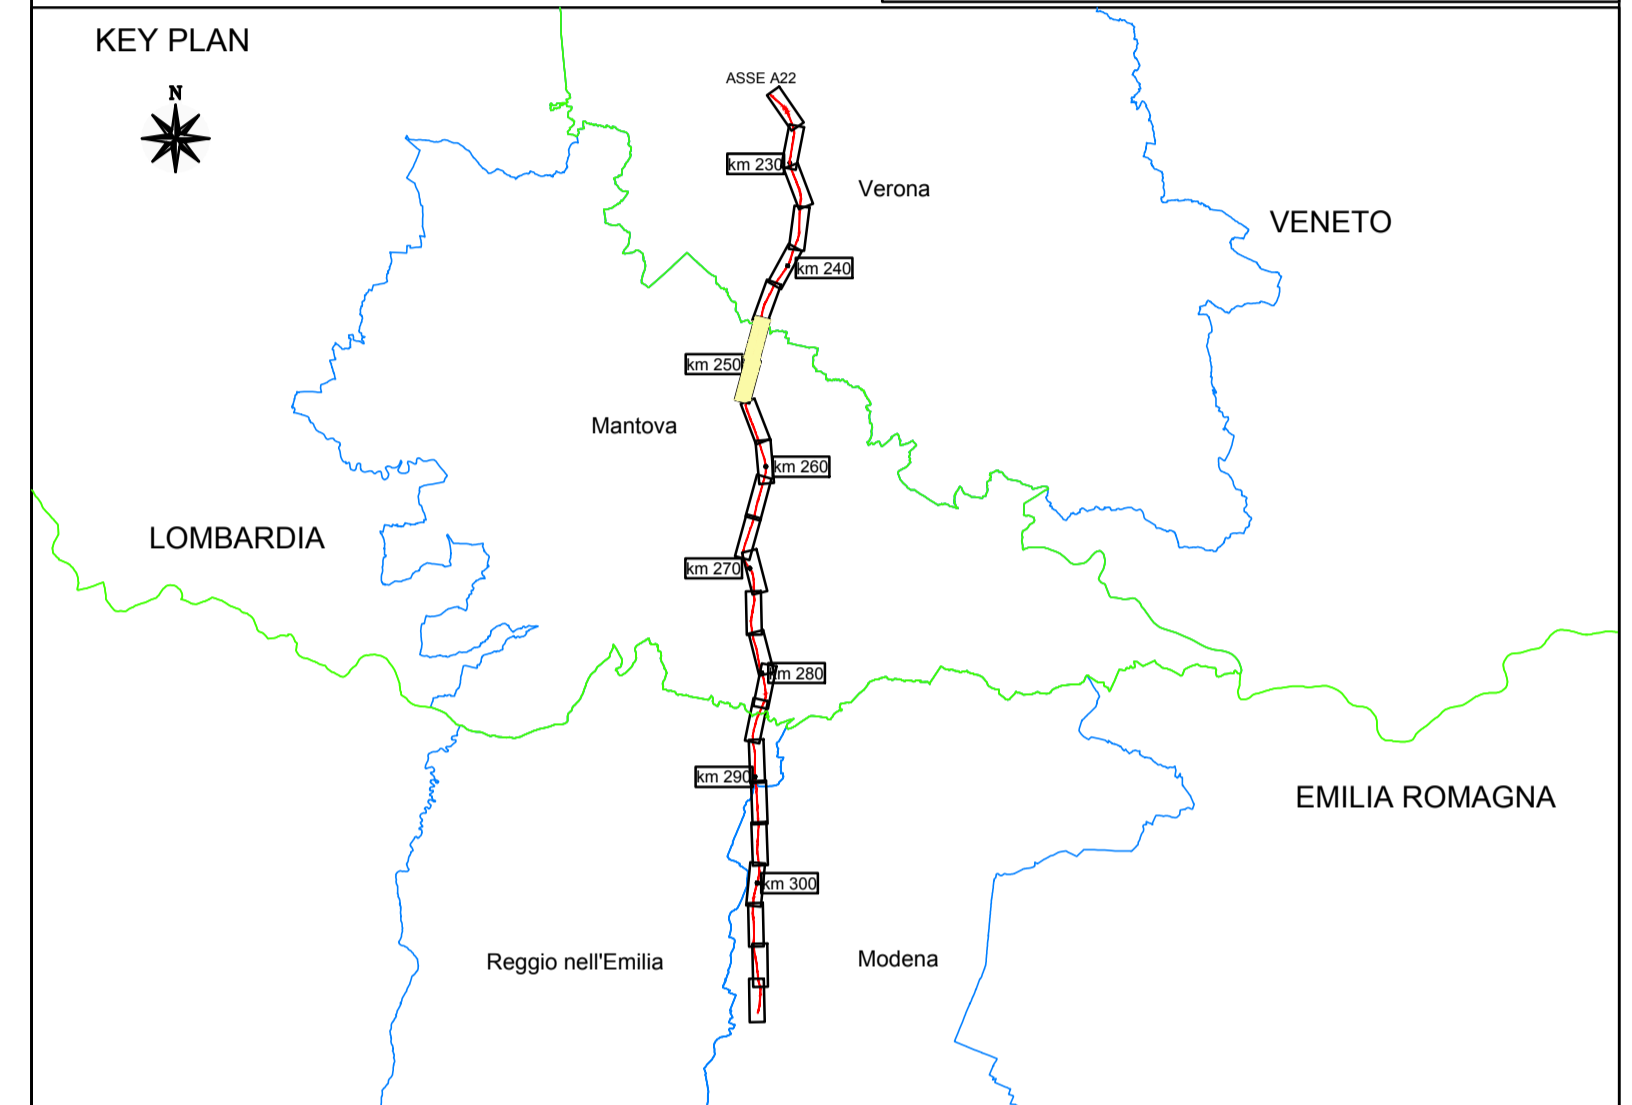 KEY PLAN
N
ASSE A22
km 230
Verona
VENETO
km 240
km 250
Mantova
km 260
LOMBARDIA
km 270
km 280
km 290
EMILIA ROMAGNA
km 300
Reggio nell'Emilia
Modena